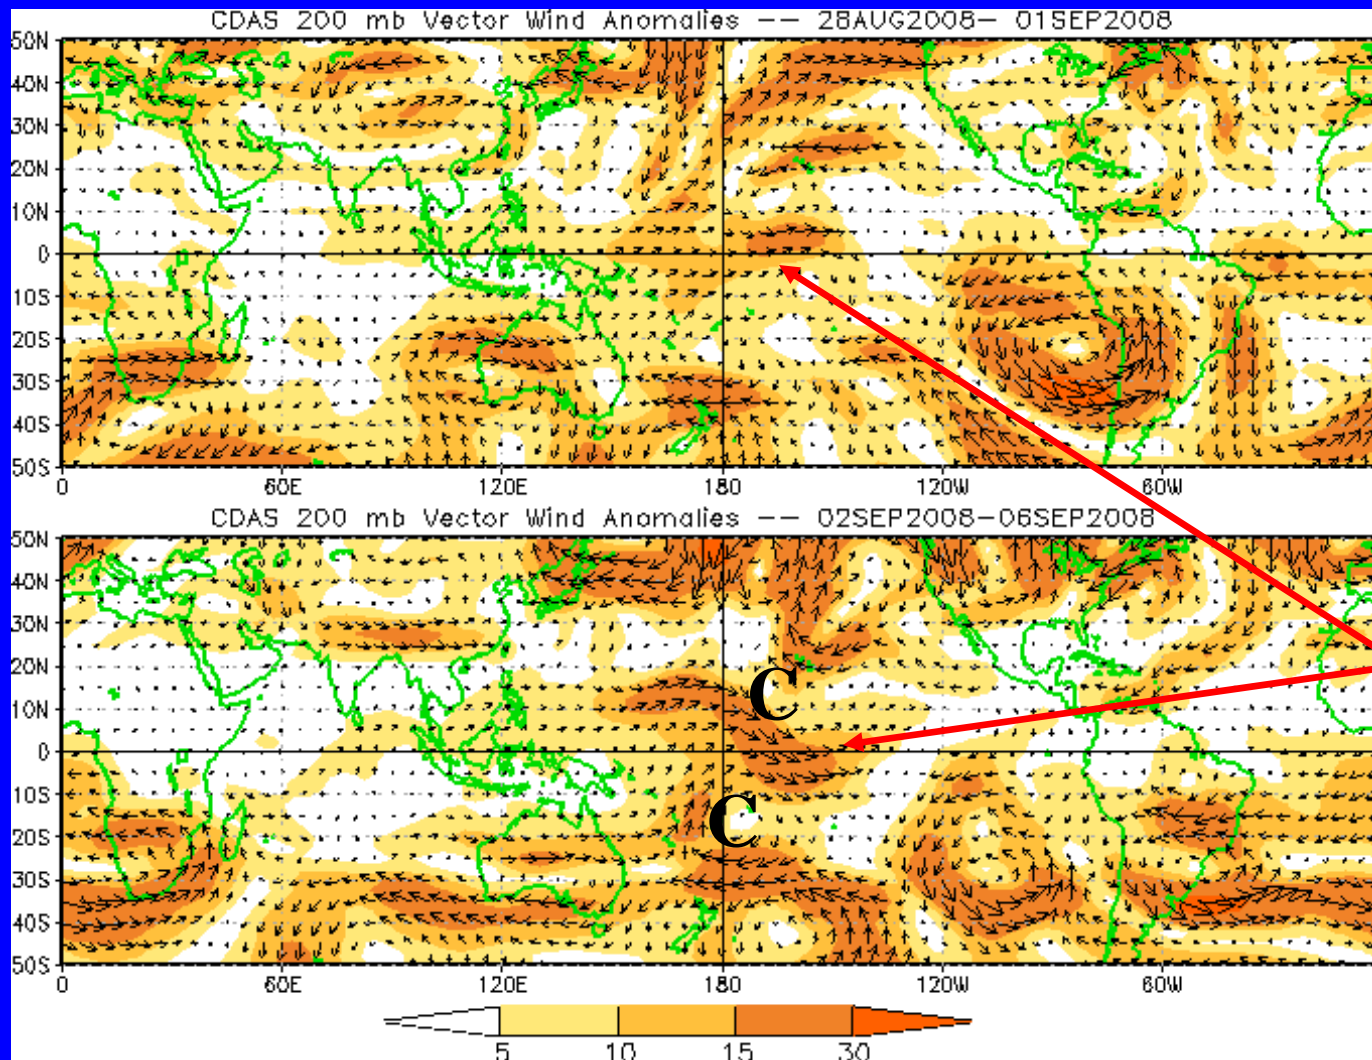 CDAS 200 mb Vector Wind Anomalies -- 28AUG2008- 01SEP2008
50N
40N
30N
20N
10N
0
10S
20S
30S
40S
50S
0 60E 120E 180 120W 60W
CDAS 200 mb Vector Wind Anomalies -- 02SEP2008-06SEP2008
50N
40N
30N
20N
C
10N
0
10S
C
20S
30S
40S
50S
0 60E 120E 180 120W 60W
5 10 15 30